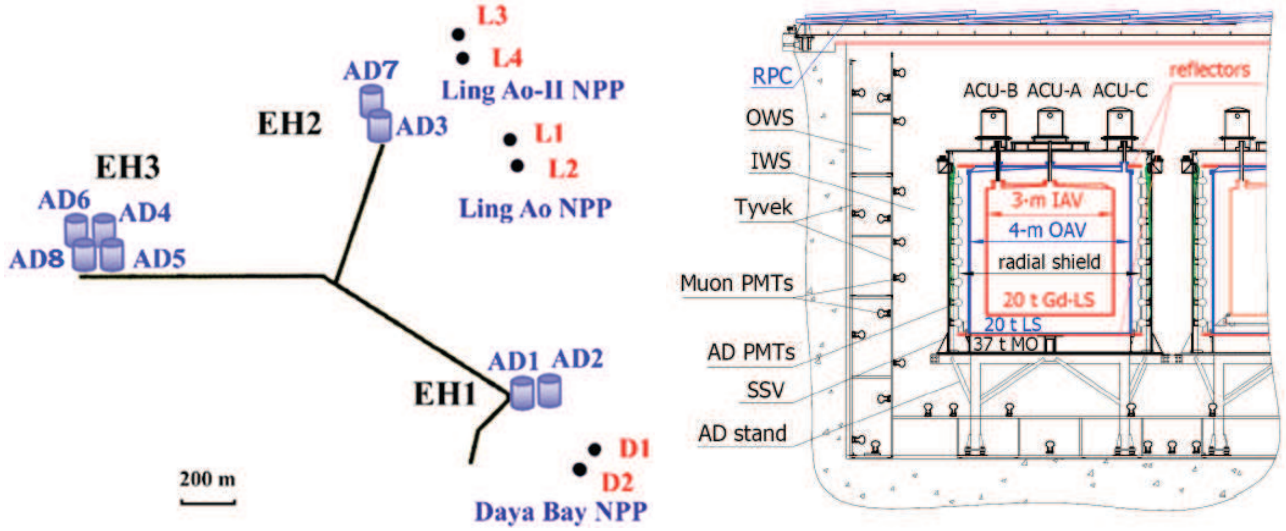 L3
L4
Ling Ao-II NPP
AD7
AD3
EH2
L1
L2
Ling Ao NPP
EH3
AD6
AD4
AD8
AD5
AD1
AD2
EH1
D1
D2
Daya Bay NPP
200 m
RPC
OWS
IWS
Tyvek
Muon PMTs
AD PMTs
SSV
AD stand
reflectors
ACU-B
ACU-A
ACU-C
3-m IAV
4-m OAV
radial shield
20 t Gd-LS
20 t LS
37 t MO